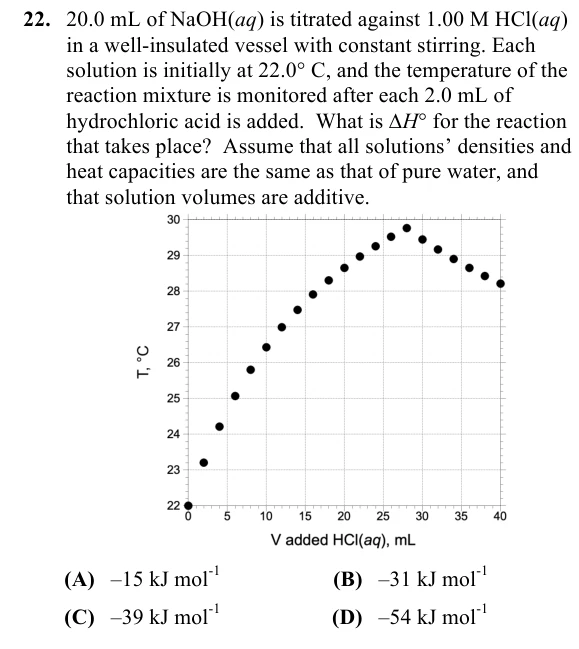 22. 20.0 mL of NaOH(aq) is titrated against 1.00 M HCl(aq)
in a well-insulated vessel with constant stirring. Each
solution is initially at 22.0° C, and the temperature of the
reaction mixture is monitored after each 2.0 mL of
hydrochloric acid is added. What is ΔH° for the reaction
that takes place? Assume that all solutions’ densities and
heat capacities are the same as that of pure water, and
that solution volumes are additive.
30
29
28
27
26
25
24
23
22
T, °C
0 5 10 15 20 25 30 35 40
V added HCl(aq), mL
(A) –15 kJ mol⁻¹ (B) –31 kJ mol⁻¹
(C) –39 kJ mol⁻¹ (D) –54 kJ mol⁻¹